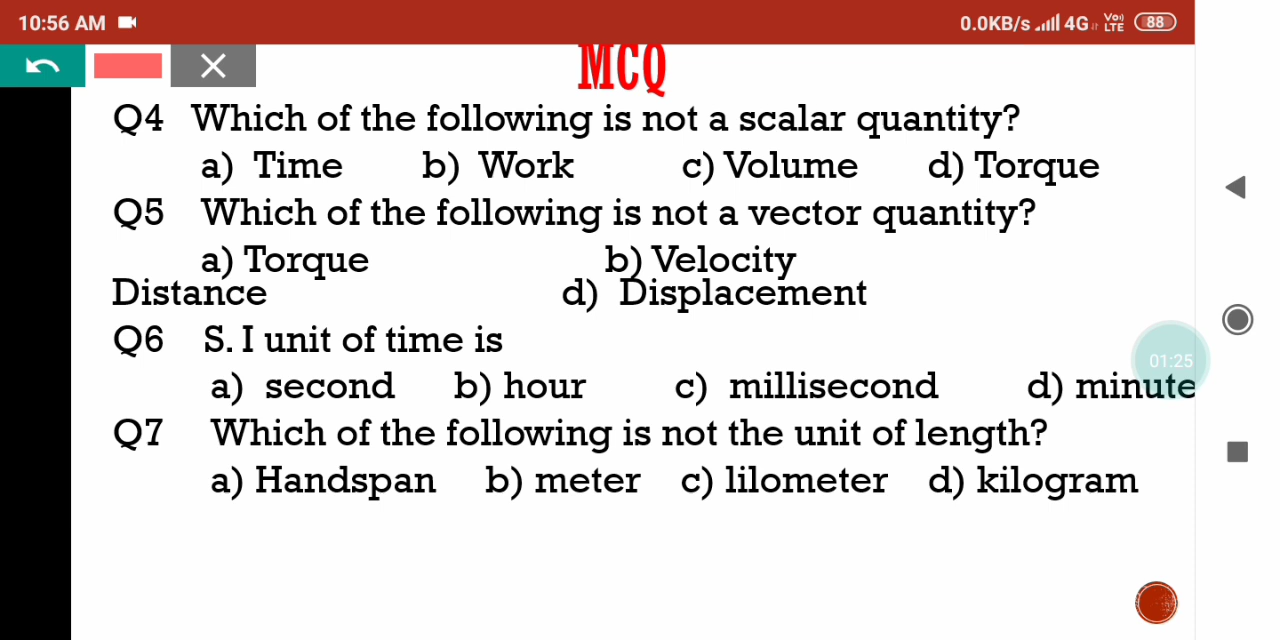 10:56 AM 0.0KB/s 4G Vo) LTE 88
MCQ
Q4 Which of the following is not a scalar quantity?
a) Time b) Work c) Volume d) Torque
Q5 Which of the following is not a vector quantity?
a) Torque b) Velocity
Distance d) Displacement
Q6 S. I unit of time is
01:25
a) second b) hour c) millisecond d) minute
Q7 Which of the following is not the unit of length?
a) Handspan b) meter c) lilometer d) kilogram